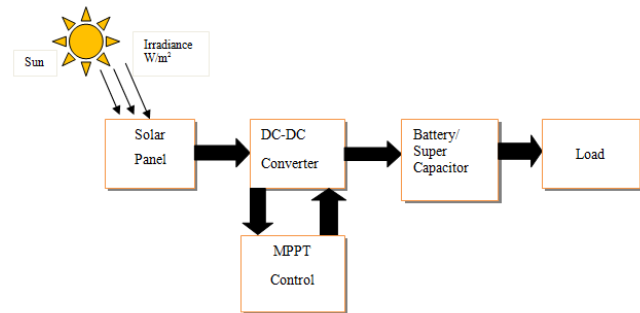 Sun
Irradiance
W/m²
Solar
Panel
DC-DC
Converter
Battery/
Super
Capacitor
Load
MPPT
Control